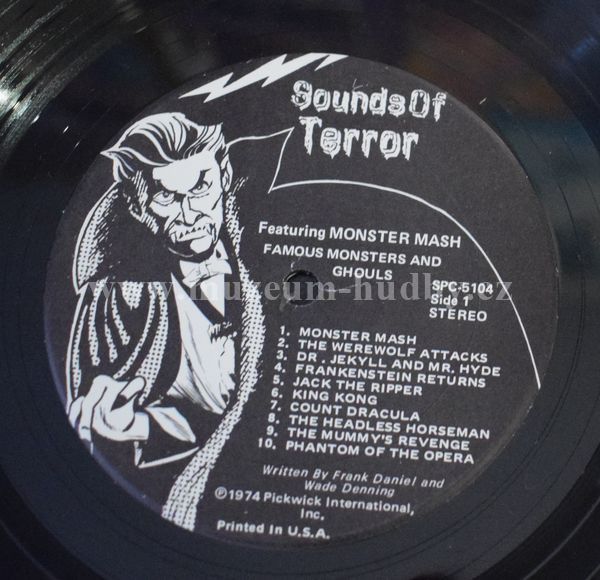 Sounds Of
Terror
Featuring MONSTER MASH
FAMOUS MONSTERS AND
GHOULS
SPC-5104
Side 1
STEREO
1. MONSTER MASH
2. THE WEREWOLF ATTACKS
3. DR. JEKYLL AND MR. HYDE
4. FRANKENSTEIN RETURNS
5. JACK THE RIPPER
6. KING KONG
7. COUNT DRACULA
8. THE HEADLESS HORSEMAN
9. THE MUMMY'S REVENGE
10. PHANTOM OF THE OPERA
Written By Frank Daniel and
Wade Denning
℗1974 Pickwick International,
Inc.
Printed In U.S.A.
www.muzeum-hudby.cz